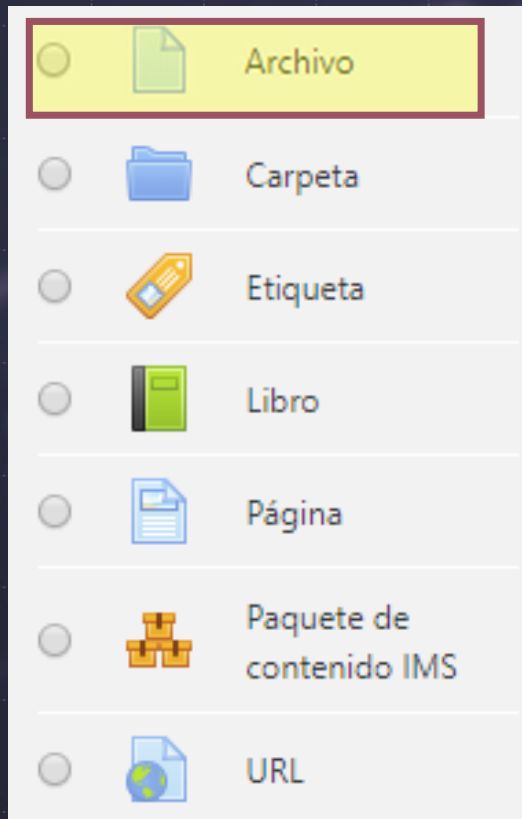 Archivo
Carpeta
Etiqueta
Libro
Página
Paquete de
contenido IMS
URL